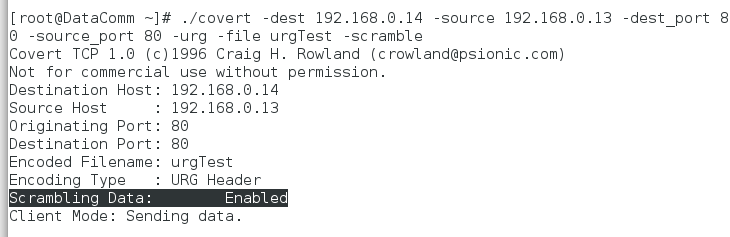 [root@DataComm ~]# ./covert -dest 192.168.0.14 -source 192.168.0.13 -dest_port 8
0 -source_port 80 -urg -file urgTest -scramble
Covert TCP 1.0 (c)1996 Craig H. Rowland (crowland@psionic.com)
Not for commercial use without permission.
Destination Host: 192.168.0.14
Source Host     : 192.168.0.13
Originating Port: 80
Destination Port: 80
Encoded Filename: urgTest
Encoding Type   : URG Header
Scrambling Data:        Enabled
Client Mode: Sending data.